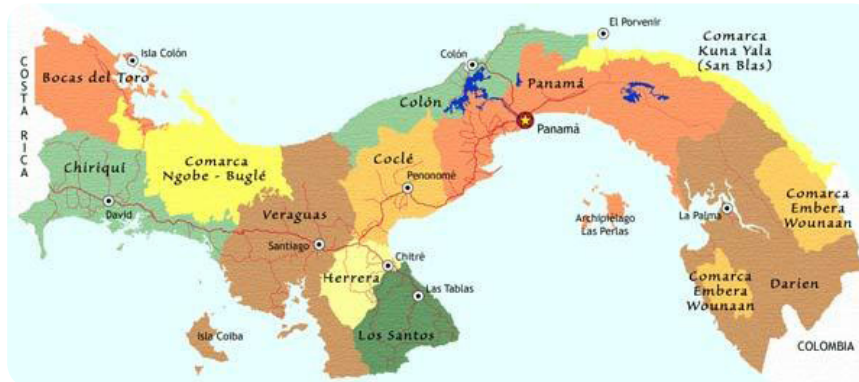 El Porvenir
Comarca
Kuna Yala
(San Blas)
COSTA RICA
Isla Colón
Bocas del Toro
Colón
Panamá
Colón
Panamá
Chiriquí
Comarca
Ngobe - Buglé
Coclé
Penonomé
David
Veraguas
Santiago
Archipiélago
Las Perlas
La Palma
Comarca
Embera
Wounaan
Chitré
Herrera
Las Tablas
Comarca
Embera
Wounaan
Darien
Isla Coiba
Los Santos
COLOMBIA